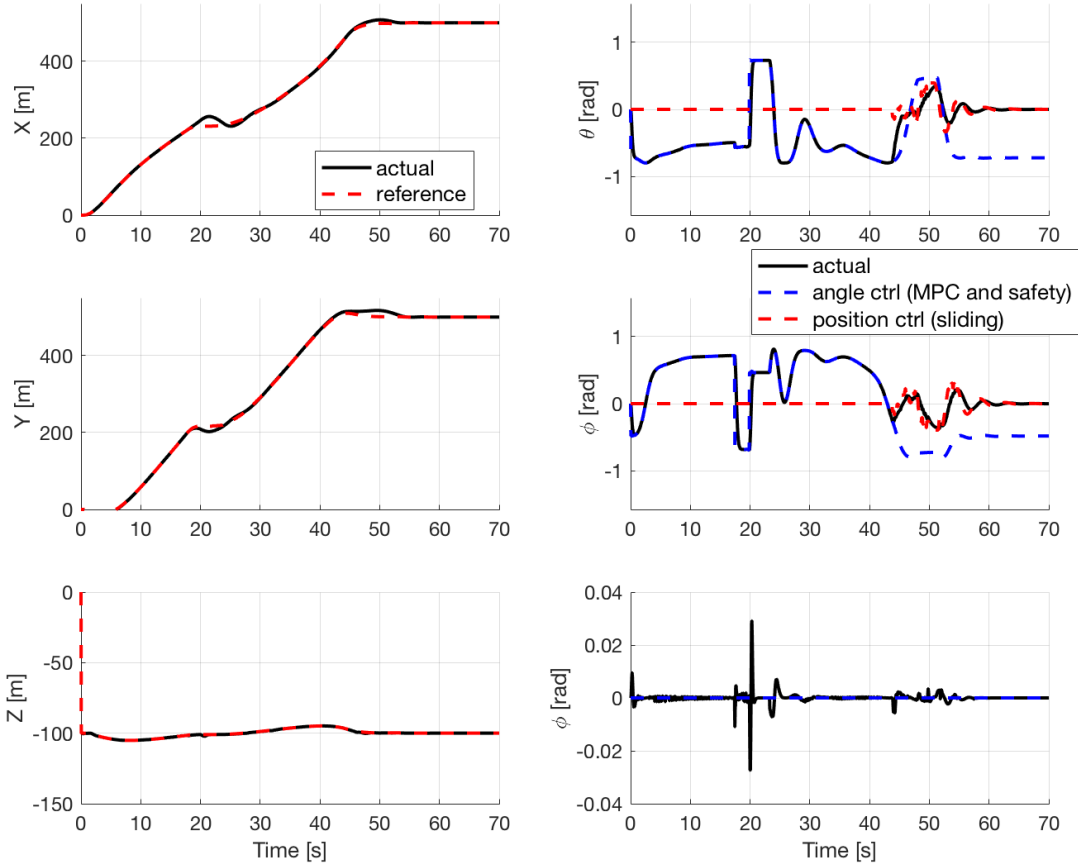 X [m]
400
200
0
0 10 20 30 40 50 60 70
actual
reference
θ [rad]
1
0
-1
0 10 20 30 40 50 60 70
actual
angle ctrl (MPC and safety)
position ctrl (sliding)
Y [m]
400
200
0
0 10 20 30 40 50 60 70
ϕ [rad]
1
0
-1
0 10 20 30 40 50 60 70
Z [m]
0
-50
-100
-150
0 10 20 30 40 50 60 70
Time [s]
ϕ [rad]
0.04
0.02
0
-0.02
-0.04
0 10 20 30 40 50 60 70
Time [s]